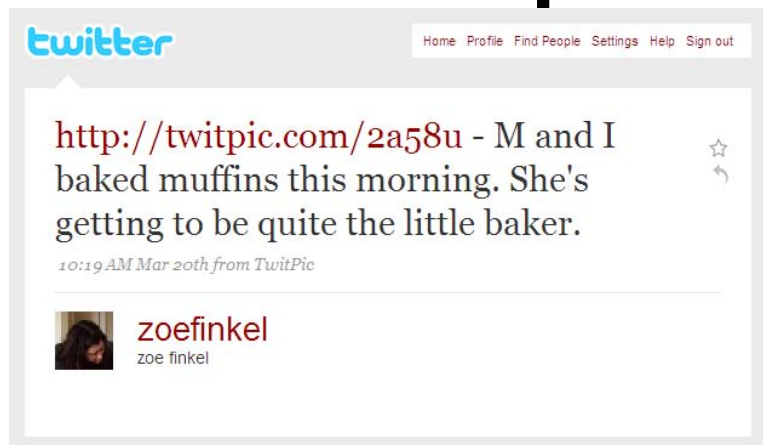 twitter
Home Profile Find People Settings Help Sign out
http://twitpic.com/2a58u - M and I
baked muffins this morning. She's
getting to be quite the little baker.
10:19 AM Mar 20th from TwitPic
zoefinkel
zoe finkel